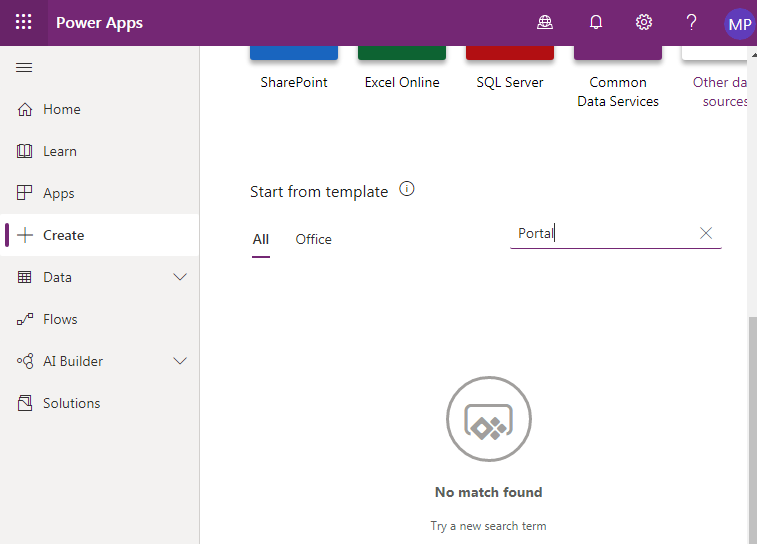 Power Apps
MP
Home
Learn
Apps
Create
Data
Flows
AI Builder
Solutions
SharePoint
Excel Online
SQL Server
Common
Data Services
Other da
sources
Start from template
All
Office
Portal
No match found
Try a new search term